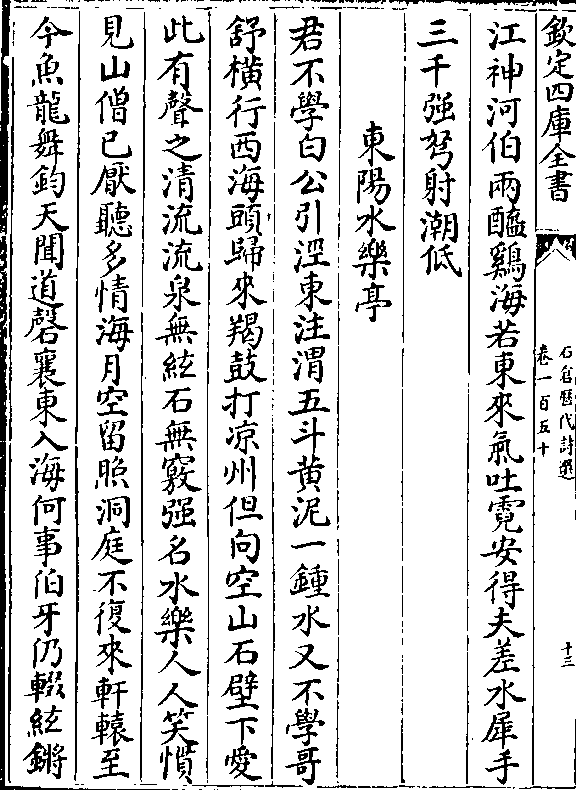 欽定四庫全書
石倉歷代詩選
卷一百五十
十三
江神河伯兩醯鷄海若東來氣吐霓安得夫差水犀手
三千强弩射潮低
東陽水樂亭
君不學白公引涇東注渭五斗黄泥一鍾水又不學哥
舒橫行西海頭歸來羯鼓打凉州但向空山石壁下愛
此有聲之清流流泉無絃石無竅强名水樂人人笑慣
見山僧已厭聽多情海月空留照洞庭不復來軒轅至
今魚龍舞鈞天聞道磬襄東入海何事伯牙仍輟絃鏘